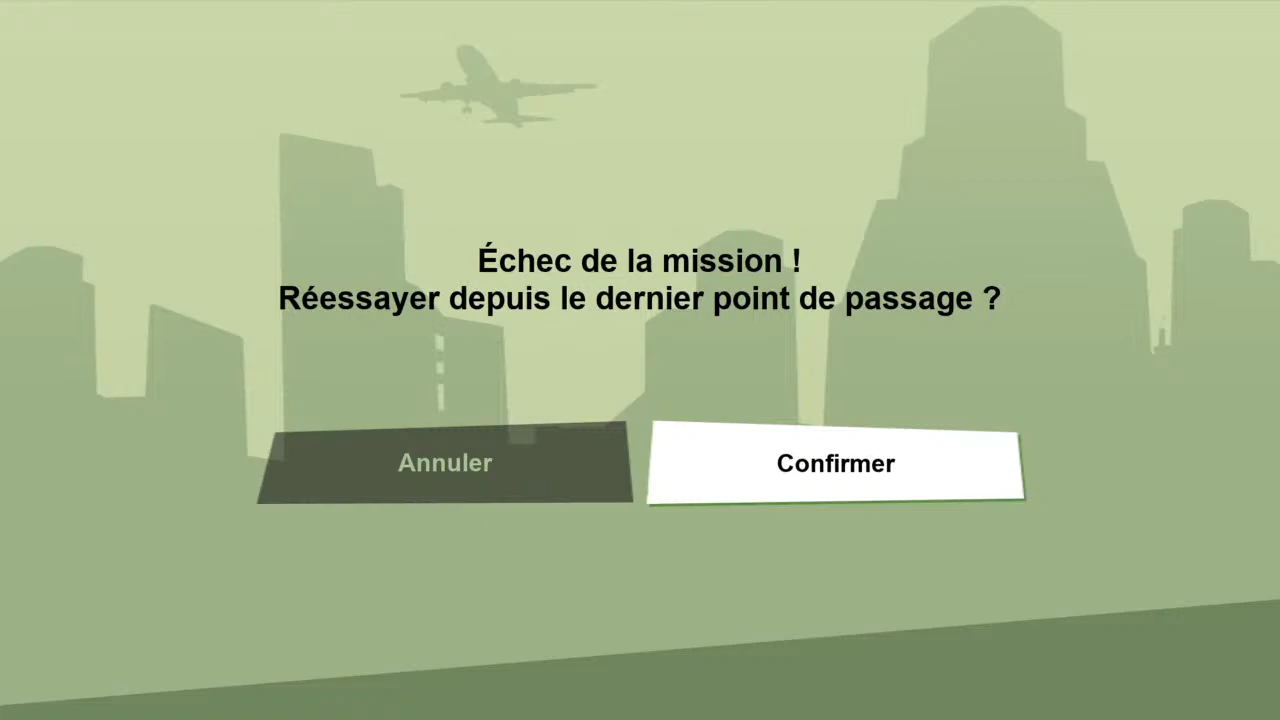 Échec de la mission !
Réessayer depuis le dernier point de passage ?
Annuler
Confirmer